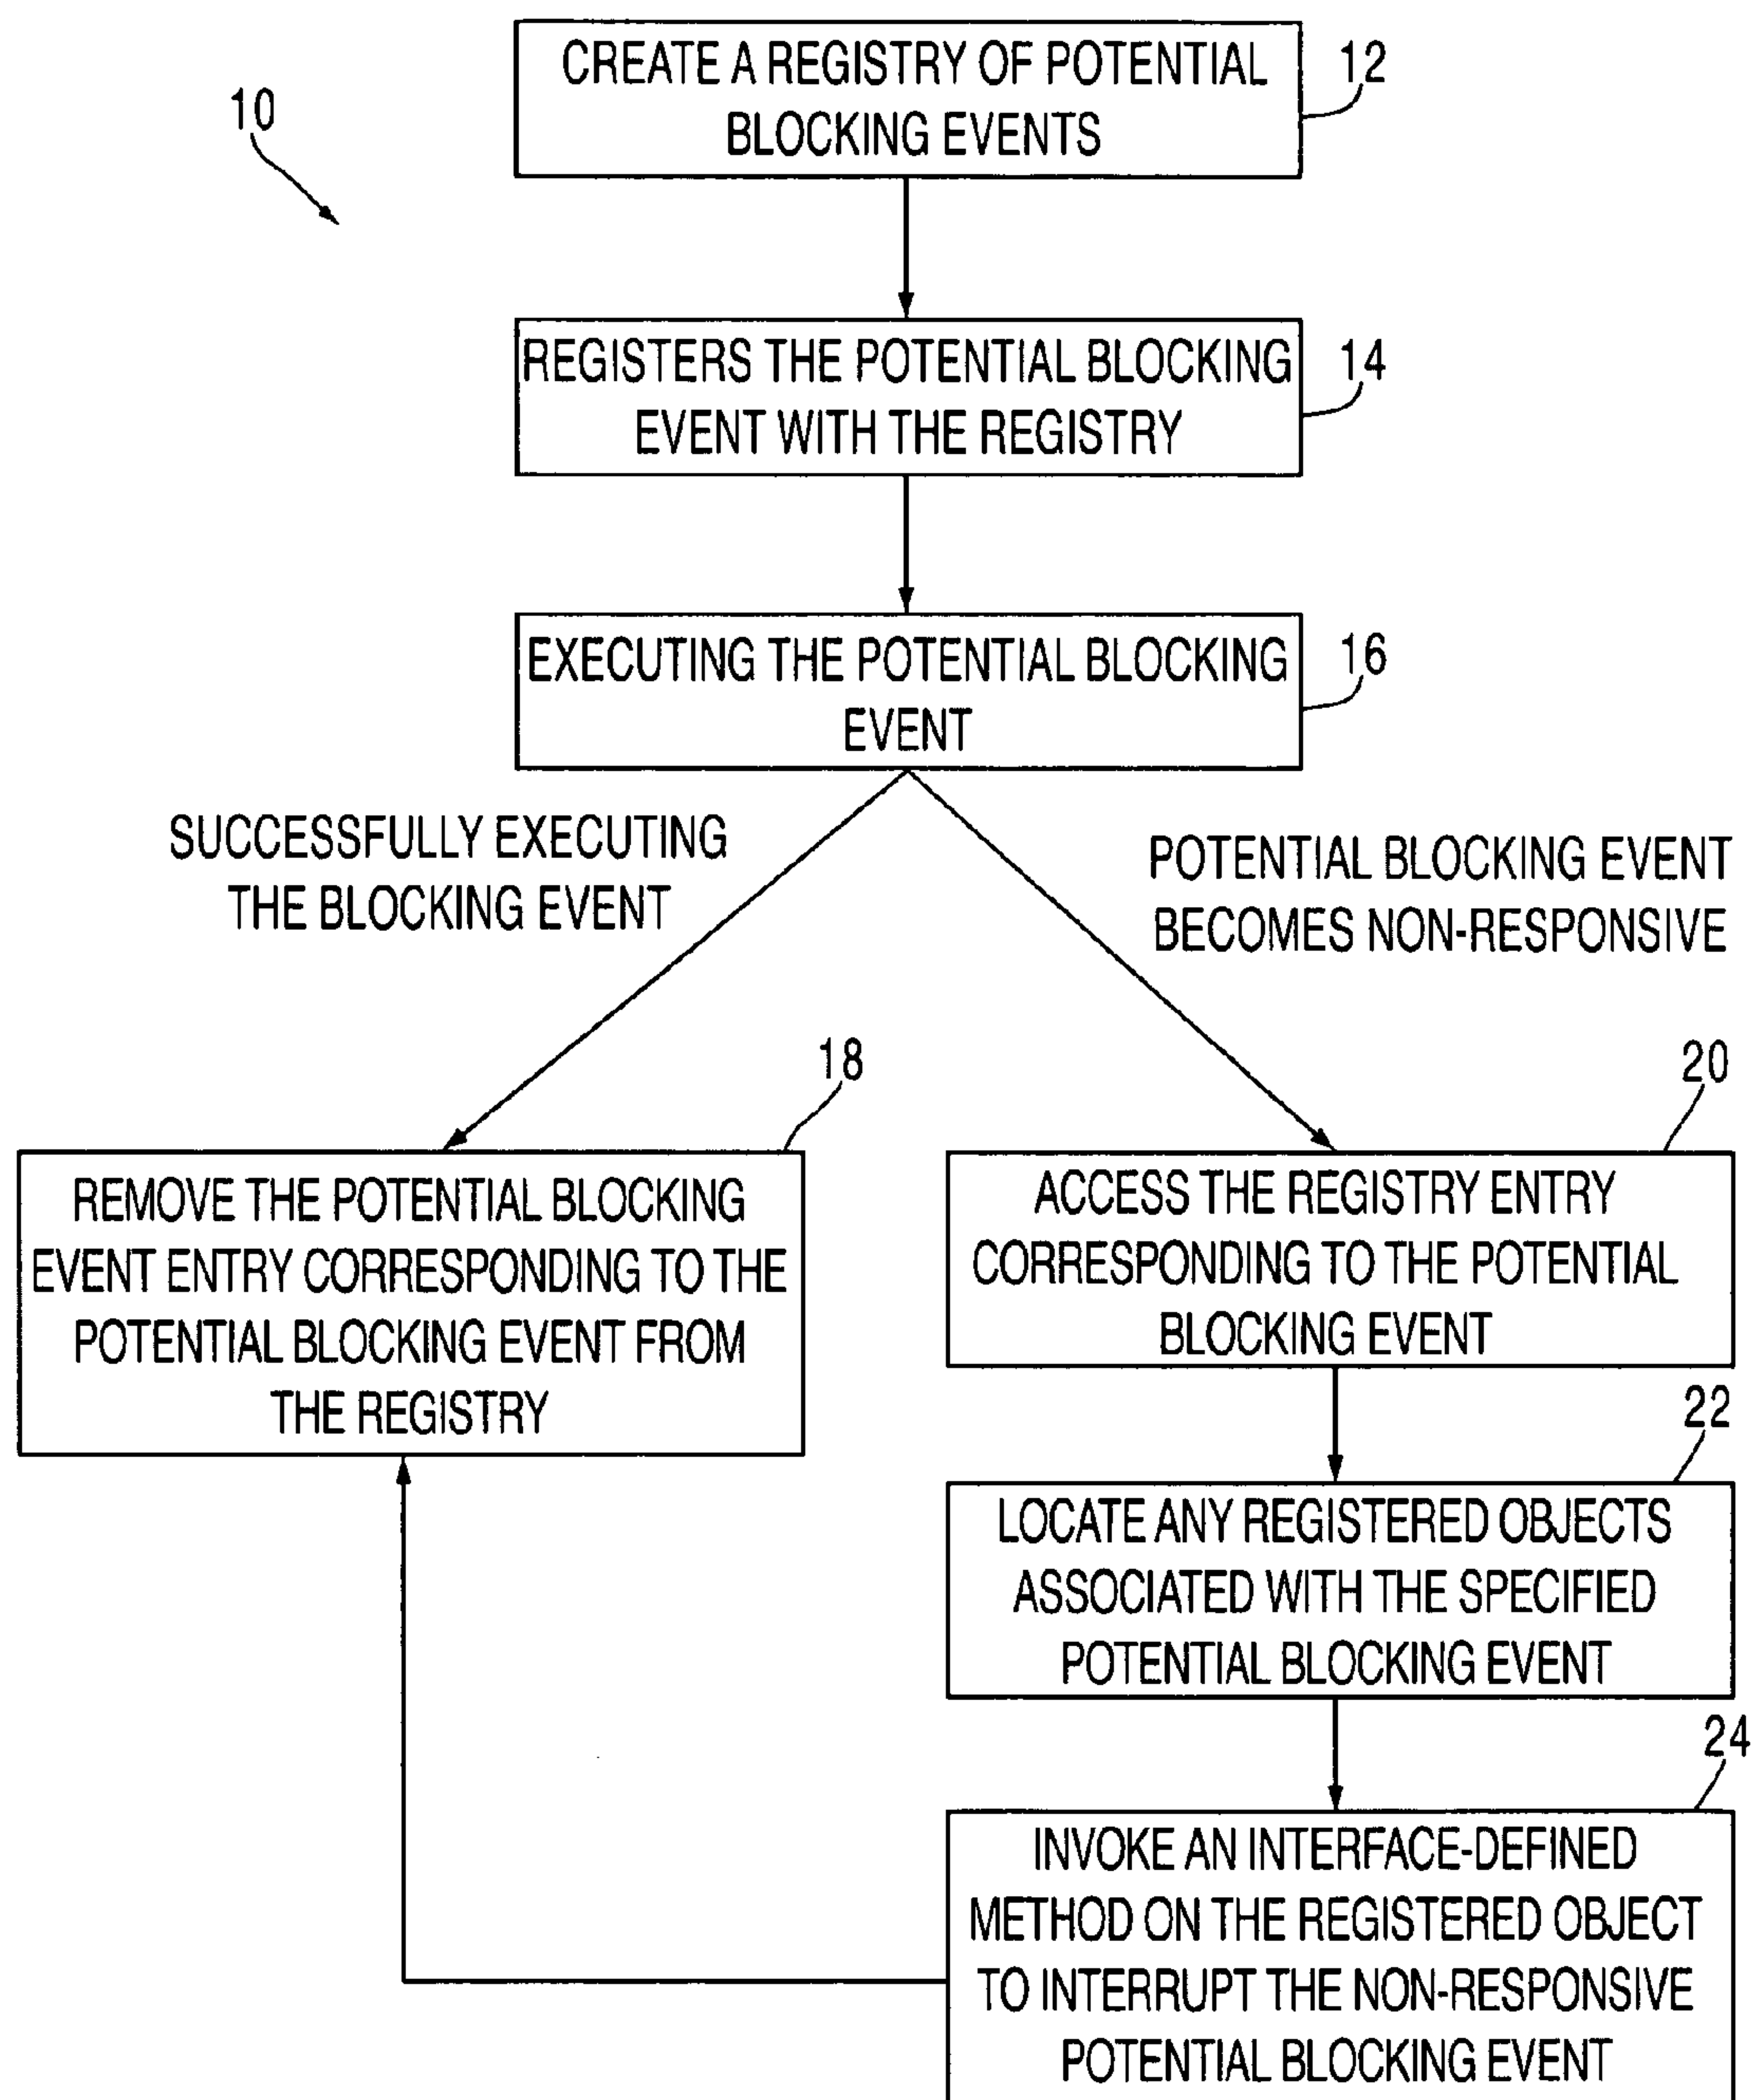 10
CREATE A REGISTRY OF POTENTIAL
BLOCKING EVENTS
12
REGISTERS THE POTENTIAL BLOCKING
EVENT WITH THE REGISTRY
14
EXECUTING THE POTENTIAL BLOCKING
EVENT
16
SUCCESSFULLY EXECUTING
THE BLOCKING EVENT
POTENTIAL BLOCKING EVENT
BECOMES NON-RESPONSIVE
18
REMOVE THE POTENTIAL BLOCKING
EVENT ENTRY CORRESPONDING TO THE
POTENTIAL BLOCKING EVENT FROM
THE REGISTRY
20
ACCESS THE REGISTRY ENTRY
CORRESPONDING TO THE POTENTIAL
BLOCKING EVENT
22
LOCATE ANY REGISTERED OBJECTS
ASSOCIATED WITH THE SPECIFIED
POTENTIAL BLOCKING EVENT
24
INVOKE AN INTERFACE-DEFINED
METHOD ON THE REGISTERED OBJECT
TO INTERRUPT THE NON-RESPONSIVE
POTENTIAL BLOCKING EVENT